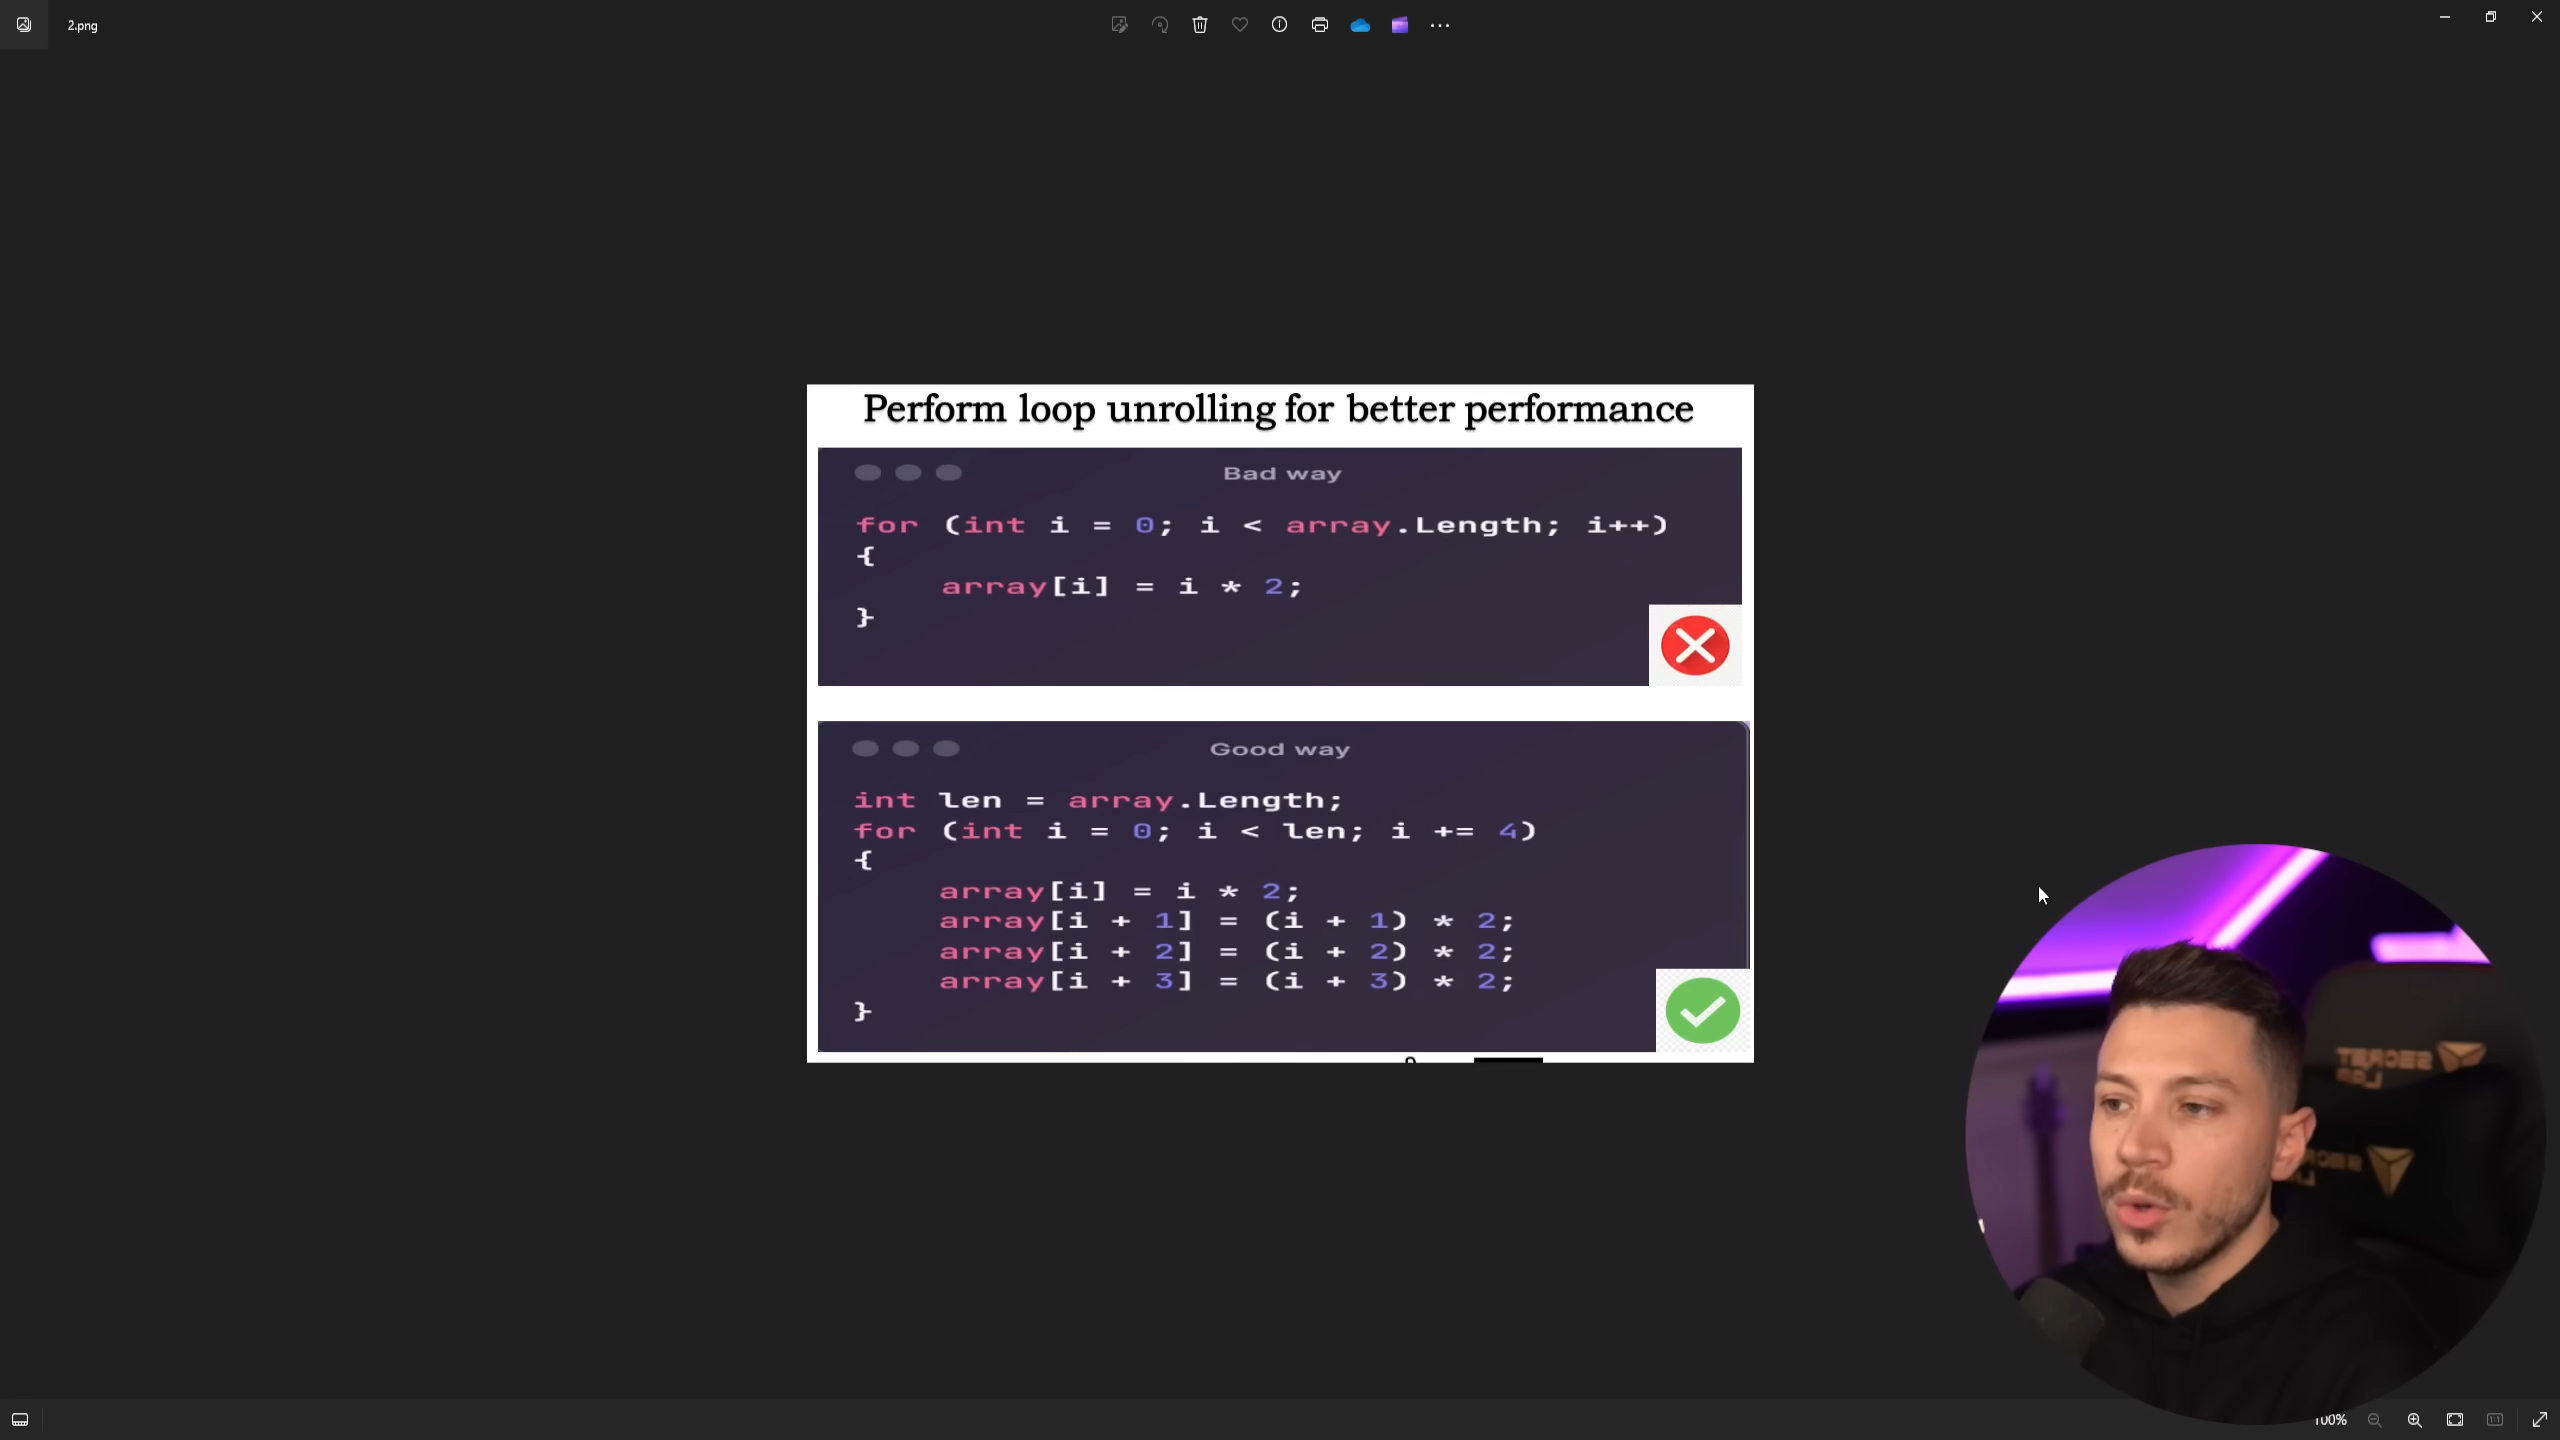 2.png
Perform loop unrolling for better performance
Bad way
for (int i = 0; i < array.Length; i++)
{
    array[i] = i * 2;
}
Good way
int len = array.Length;
for (int i = 0; i < len; i += 4)
{
    array[i] = i * 2;
    array[i + 1] = (i + 1) * 2;
    array[i + 2] = (i + 2) * 2;
    array[i + 3] = (i + 3) * 2;
}
100%